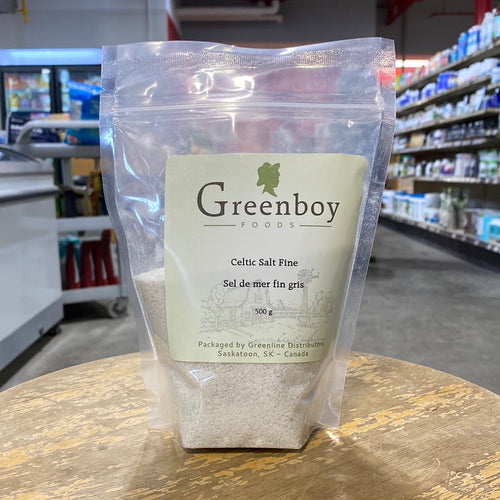 Greenboy
FOODS
Celtic Salt Fine
Sel de mer fin gris
500 g
Packaged by Greenline Distributors
Saskatoon, SK – Canada